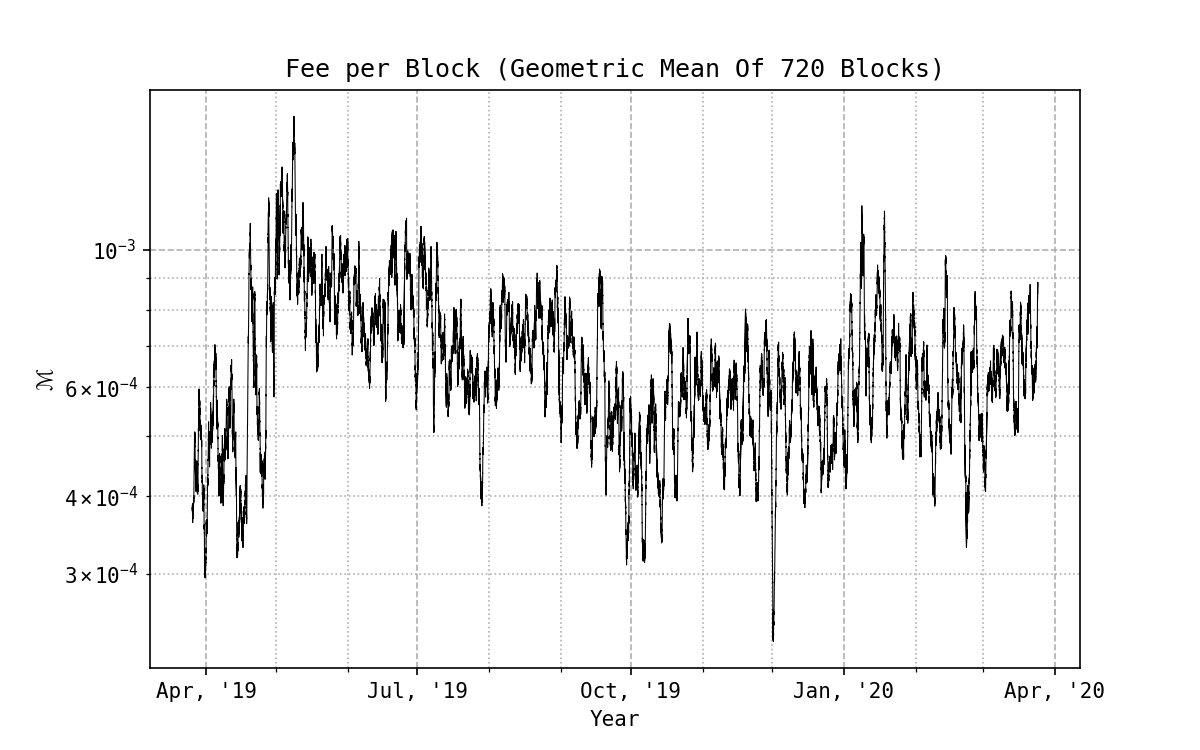 Fee per Block (Geometric Mean Of 720 Blocks)
ℳ
10⁻³
6×10⁻⁴
4×10⁻⁴
3×10⁻⁴
Apr, '19 Jul, '19 Oct, '19 Jan, '20 Apr, '20
Year